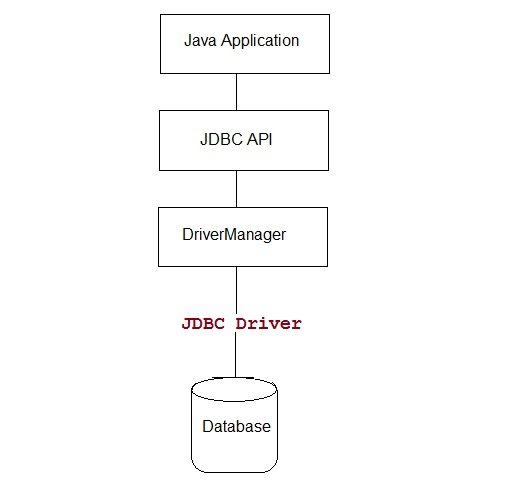 Java Application
JDBC API
DriverManager
JDBC Driver
Database